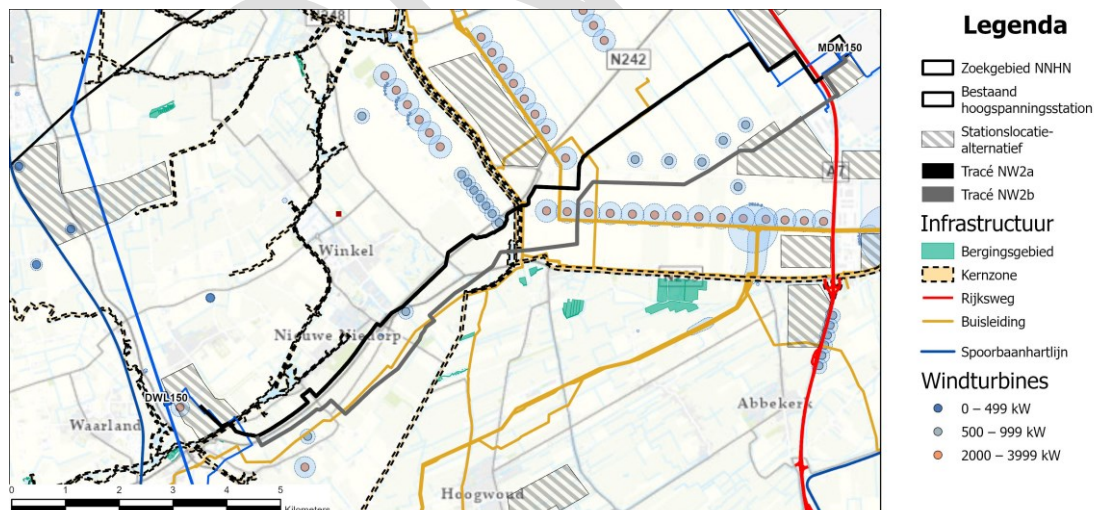 N248
N242
MDM150
A7
Winkel
Nieuwe Niedorp
DWL150
Waarland
Abbekerk
Hoogwoud
0 1 2 3 4 5
Kilometers
Legenda
Zoekgebied NNHN
Bestaand
hoogspanningsstation
Stationslocatie-
alternatief
Tracé NW2a
Tracé NW2b
Infrastructuur
Bergingsgebied
Kernzone
Rijksweg
Buisleiding
Spoorbaanhartlijn
Windturbines
0 – 499 kW
500 – 999 kW
2000 – 3999 kW